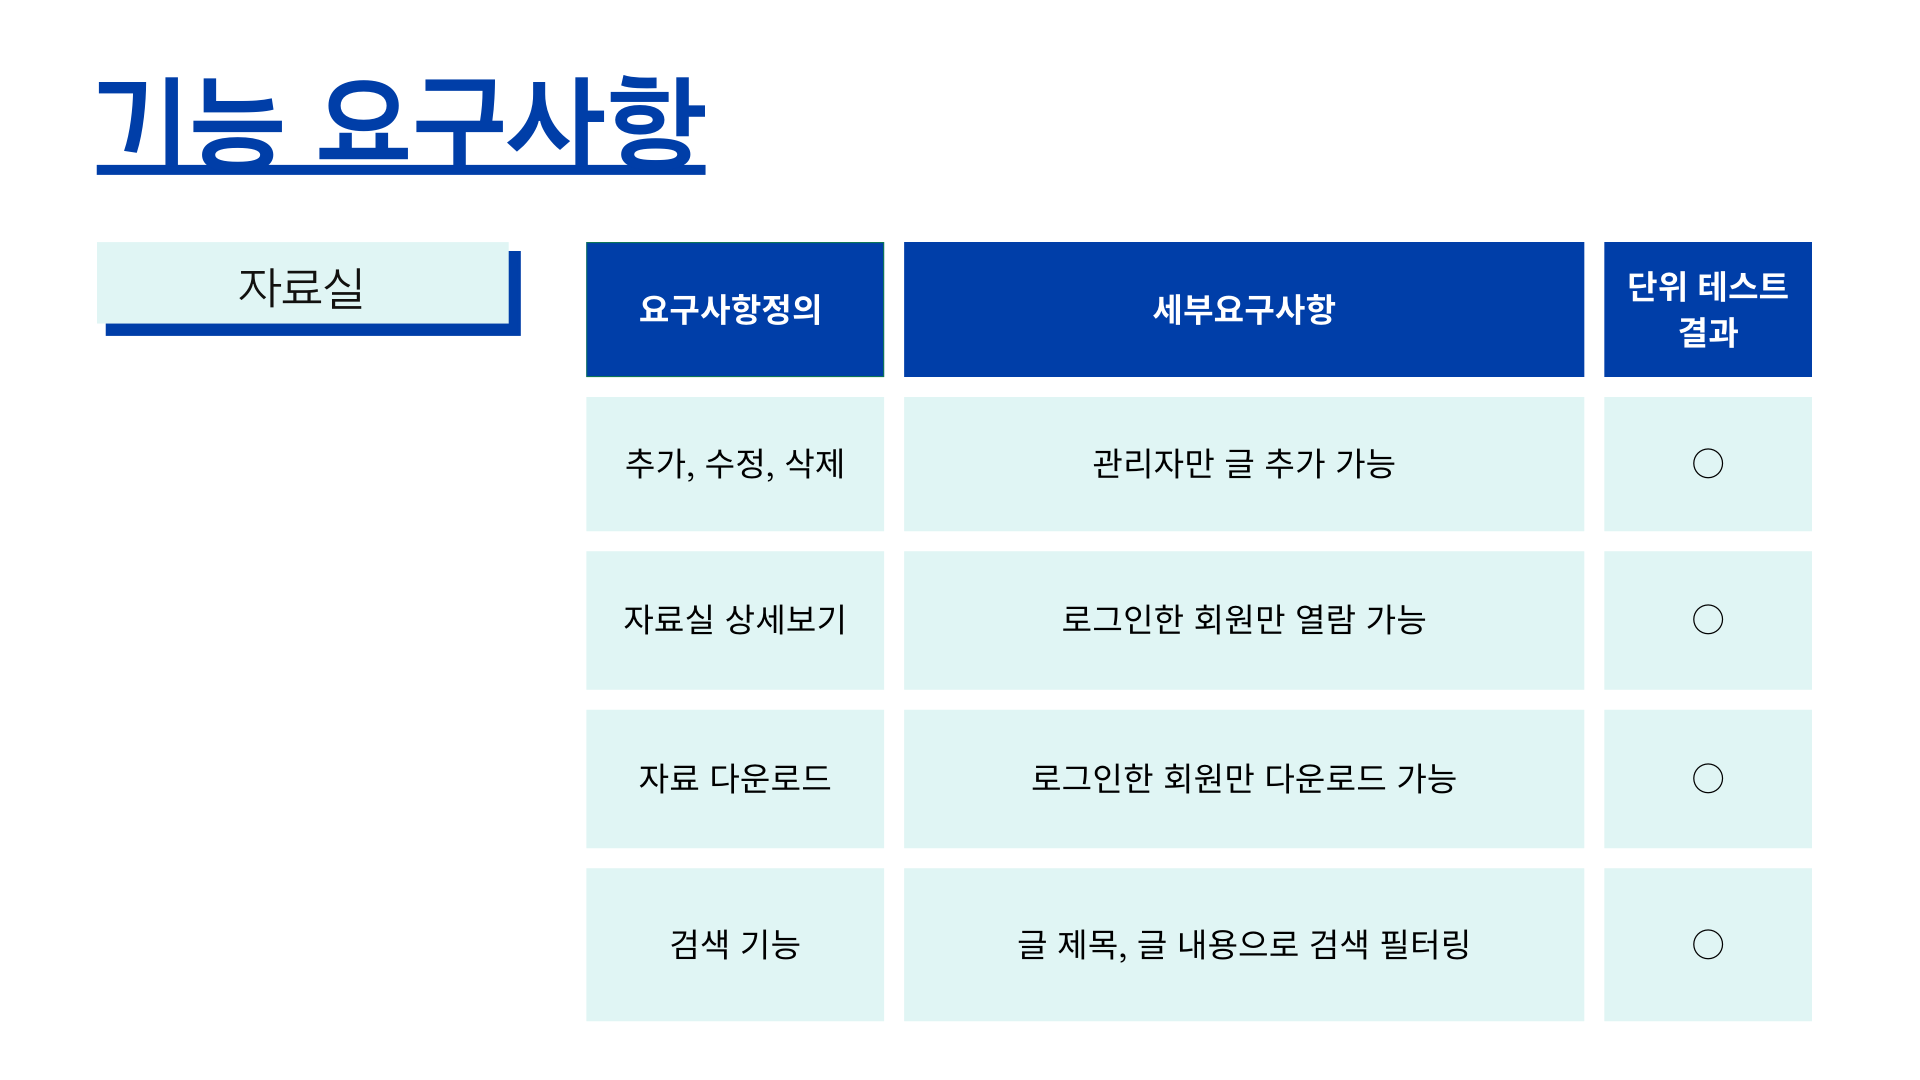 기능 요구사항
자료실
요구사항정의
세부요구사항
단위 테스트
결과
추가, 수정, 삭제
관리자만 글 추가 가능
○
자료실 상세보기
로그인한 회원만 열람 가능
○
자료 다운로드
로그인한 회원만 다운로드 가능
○
검색 기능
글 제목, 글 내용으로 검색 필터링
○